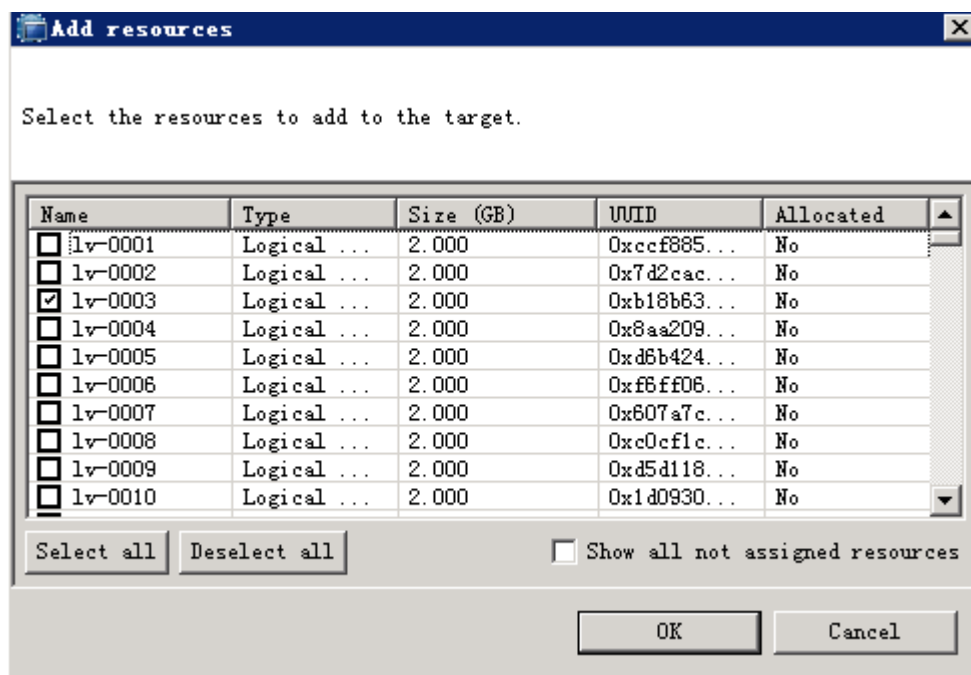 Add resources
Select the resources to add to the target.
Name Type Size (GB) UUID Allocated
lv-0001 Logical ... 2.000 0xccf885... No
lv-0002 Logical ... 2.000 0x7d2cac... No
lv-0003 Logical ... 2.000 0xb18b63... No
lv-0004 Logical ... 2.000 0x8aa209... No
lv-0005 Logical ... 2.000 0xd6b424... No
lv-0006 Logical ... 2.000 0xf6ff06... No
lv-0007 Logical ... 2.000 0x607a7c... No
lv-0008 Logical ... 2.000 0xc0cf1c... No
lv-0009 Logical ... 2.000 0xd5d118... No
lv-0010 Logical ... 2.000 0x1d0930... No
Select all Deselect all Show all not assigned resources
OK Cancel